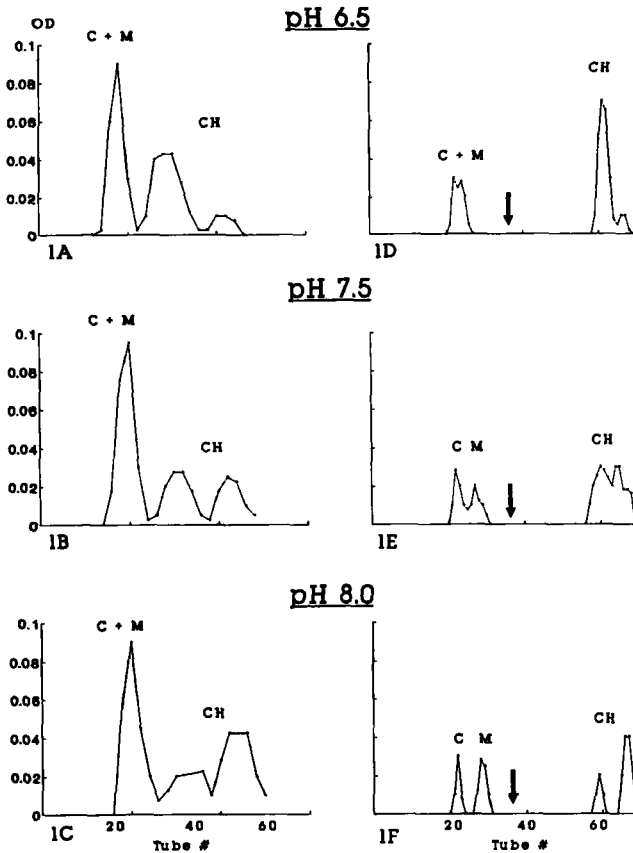 pH 6.5
OD
C + M
CH
0.1
0.08
0.06
0.04
0.02
0
1A
CH
C + M
1D
pH 7.5
C + M
CH
0.1
0.08
0.06
0.04
0.02
0
1B
C M
CH
1E
pH 8.0
C + M
CH
0.1
0.08
0.06
0.04
0.02
0
20 40 60
1C Tube #
C M
CH
20 40 60
1F Tube #